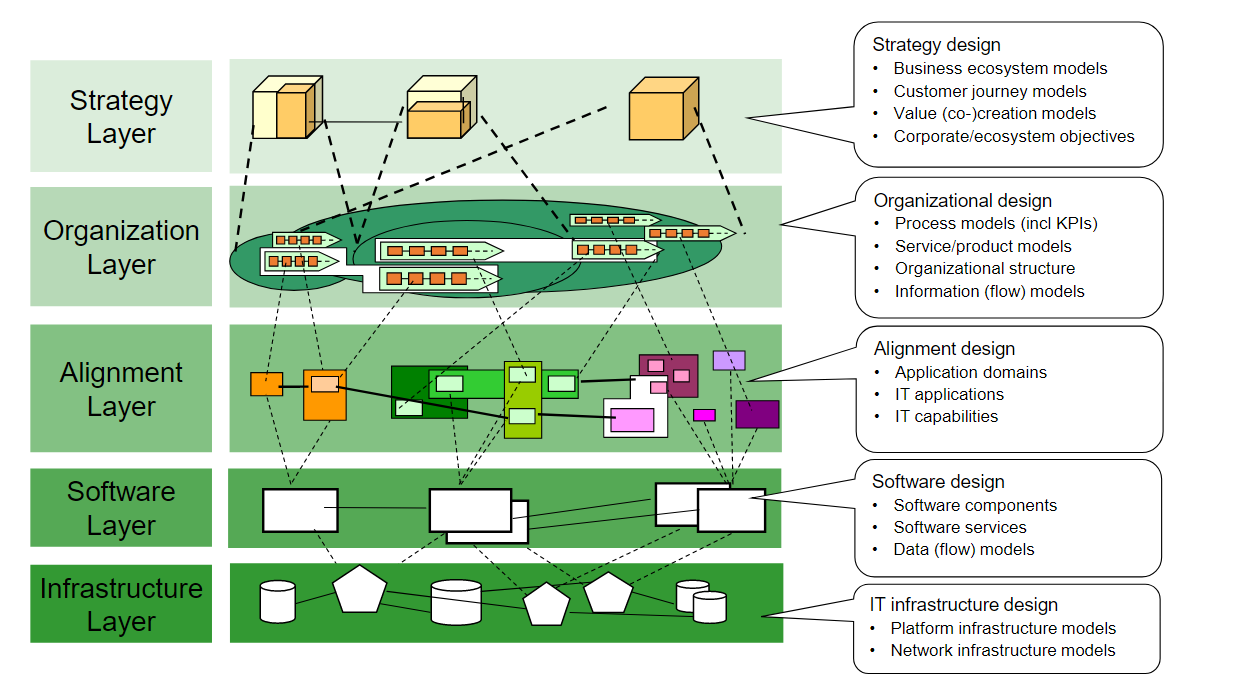 Strategy
Layer
Strategy design
• Business ecosystem models
• Customer journey models
• Value (co-)creation models
• Corporate/ecosystem objectives
Organization
Layer
Organizational design
• Process models (incl KPIs)
• Service/product models
• Organizational structure
• Information (flow) models
Alignment
Layer
Alignment design
• Application domains
• IT applications
• IT capabilities
Software
Layer
Software design
• Software components
• Software services
• Data (flow) models
Infrastructure
Layer
IT infrastructure design
• Platform infrastructure models
• Network infrastructure models